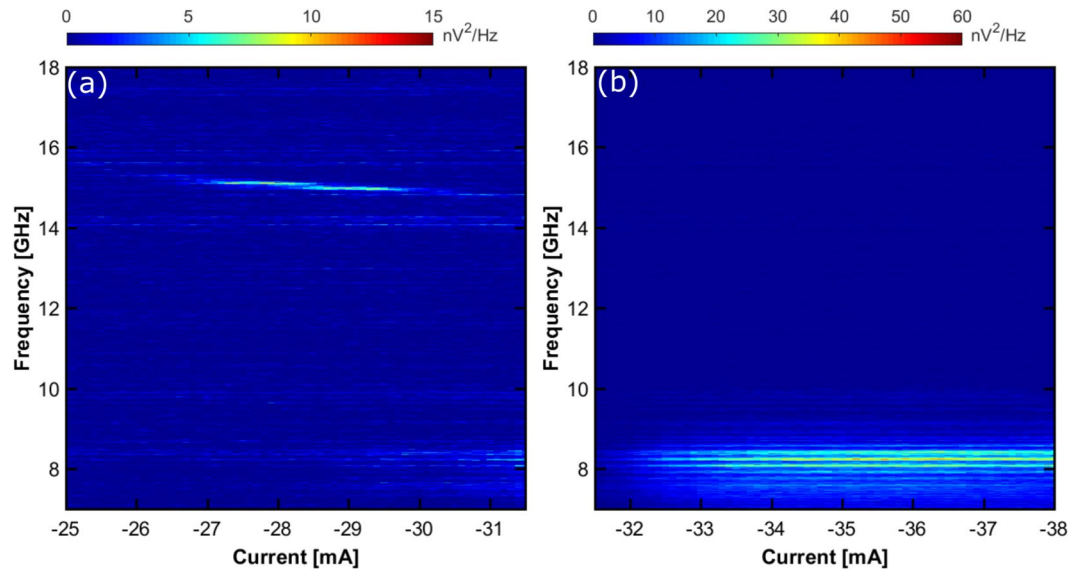 0 5 10 15
nV²/Hz
0 10 20 30 40 50 60
nV²/Hz
(a)
18
16
14
12
10
8
Frequency [GHz]
-25 -26 -27 -28 -29 -30 -31
Current [mA]
(b)
18
16
14
12
10
8
Frequency [GHz]
-32 -33 -34 -35 -36 -37 -38
Current [mA]